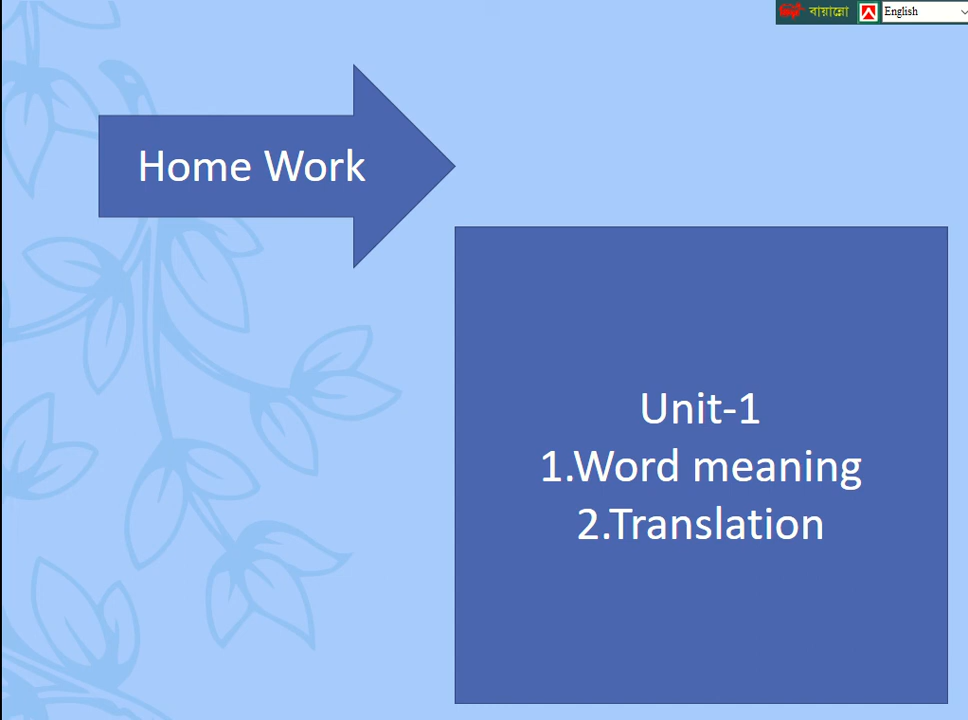 বায়ান্নো English
Home Work
Unit-1
1.Word meaning
2.Translation